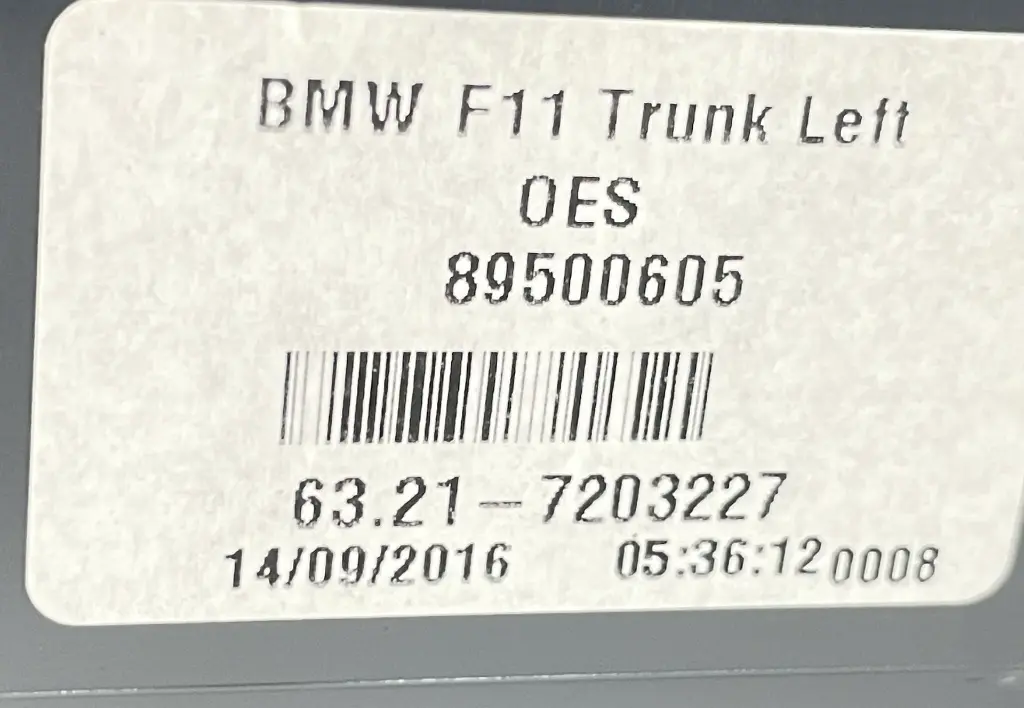 BMW F11 Trunk Left
OES
89500605
63.21-7203227
14/09/2016 05:36:12 0008